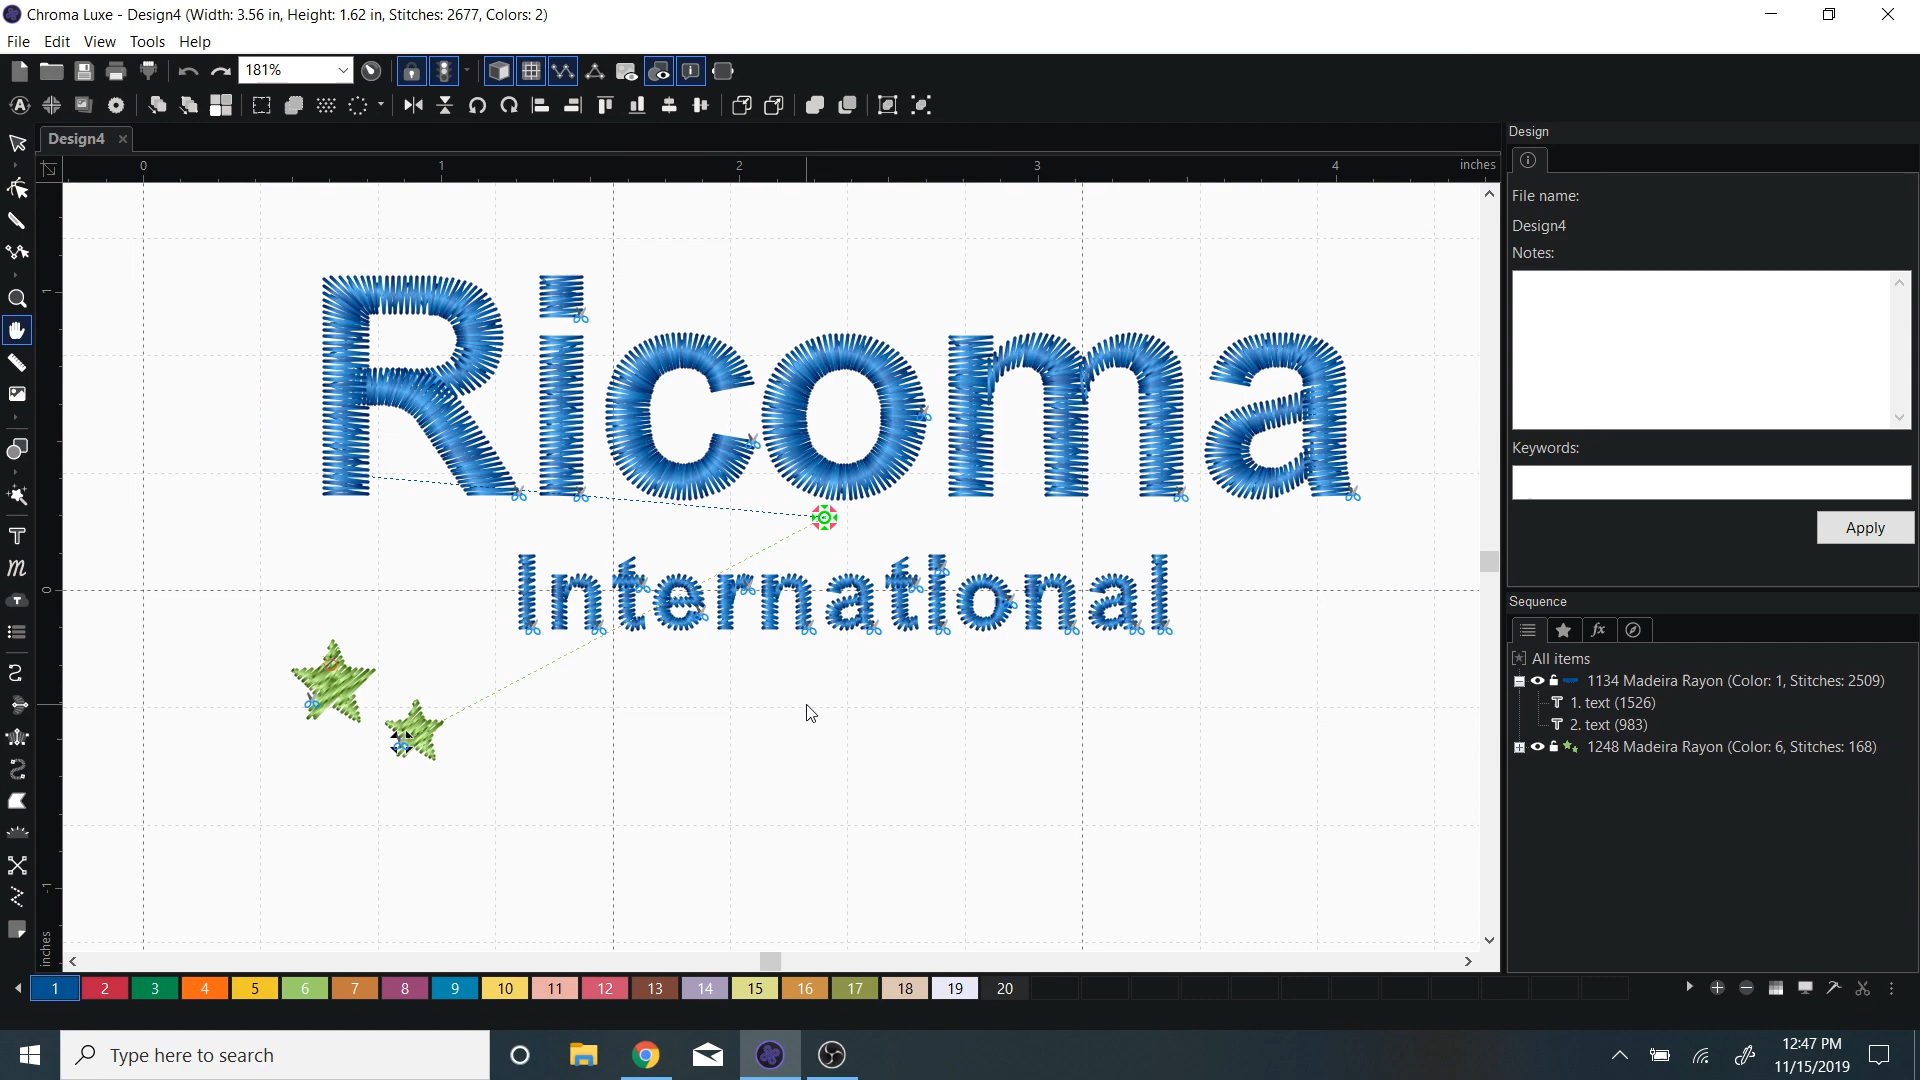 Chroma Luxe - Design4 (Width: 3.56 in, Height: 1.62 in, Stitches: 2677, Colors: 2)
File Edit View Tools Help
181%
Design4
Design
0 1 2 3 4 inches
File name:
Design4
Notes:
1
Ricoma
Keywords:
Apply
International
0
Sequence
All items
1134 Madeira Rayon (Color: 1, Stitches: 2509)
1. text (1526)
2. text (983)
1248 Madeira Rayon (Color: 6, Stitches: 168)
-1
inches
1 2 3 4 5 6 7 8 9 10 11 12 13 14 15 16 17 18 19 20
Type here to search
12:47 PM
11/15/2019